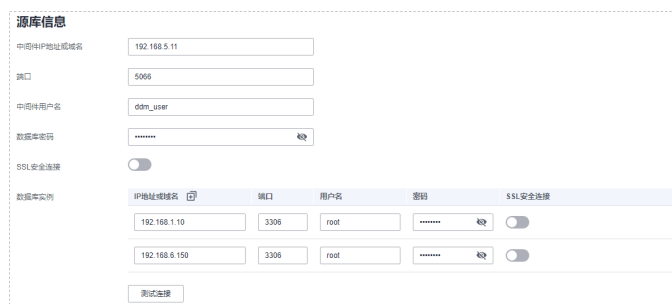 源库信息
中间件IP地址或域名 192.168.5.11
端口 5066
中间件用户名 ddm_user
数据库密码 ••••••••
SSL安全连接
数据库实例 IP地址或域名 端口 用户名 密码 SSL安全连接
192.168.1.10 3306 root ••••••••
192.168.6.150 3306 root ••••••••
测试连接